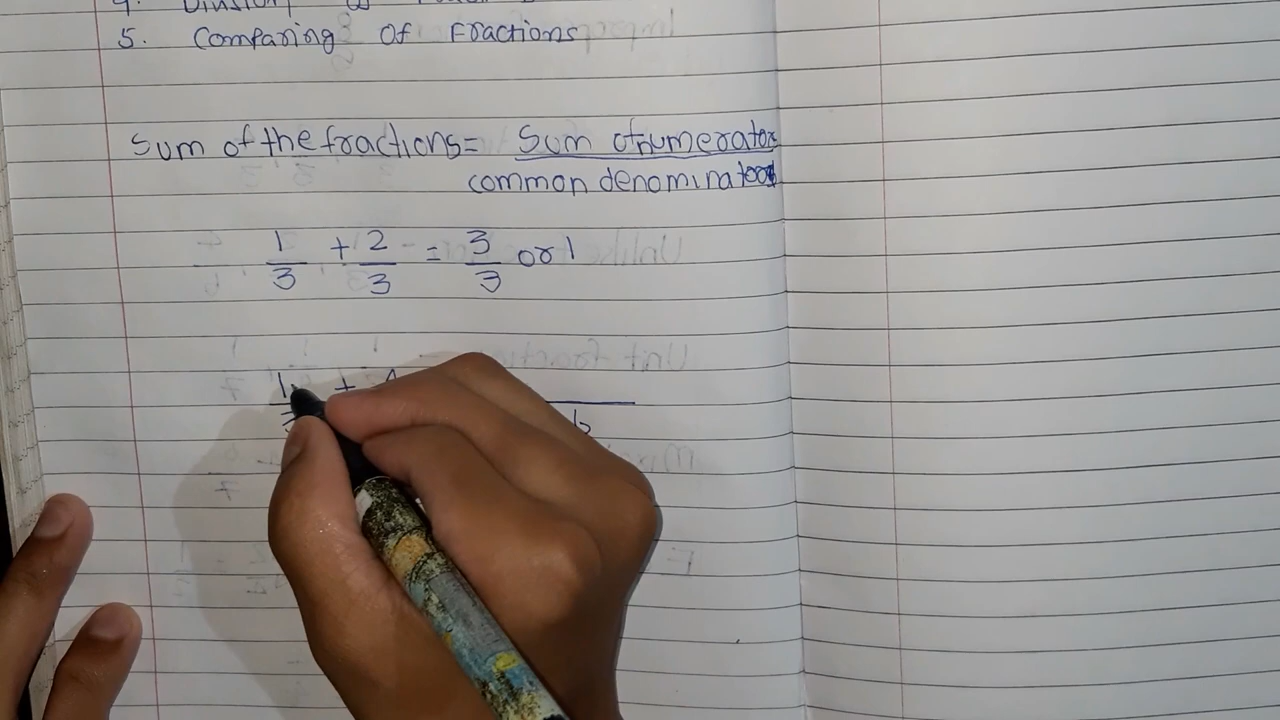 5. Comparing Of Fractions
Sum of the fractions= Sum of numerator
common denominator
1/3 + 2/3 = 3/3 or 1
1 +